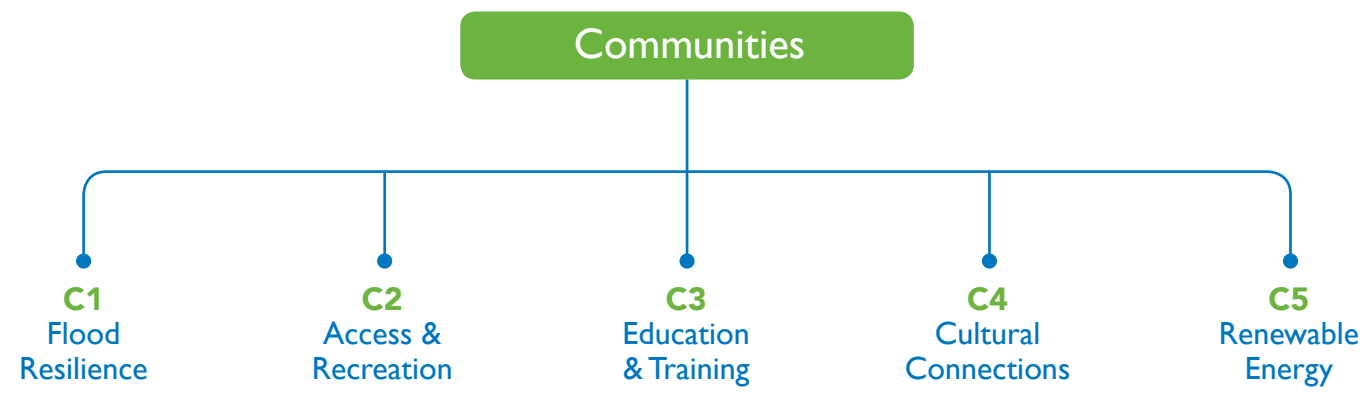 Communities
C1
Flood
Resilience
C2
Access &
Recreation
C3
Education
& Training
C4
Cultural
Connections
C5
Renewable
Energy